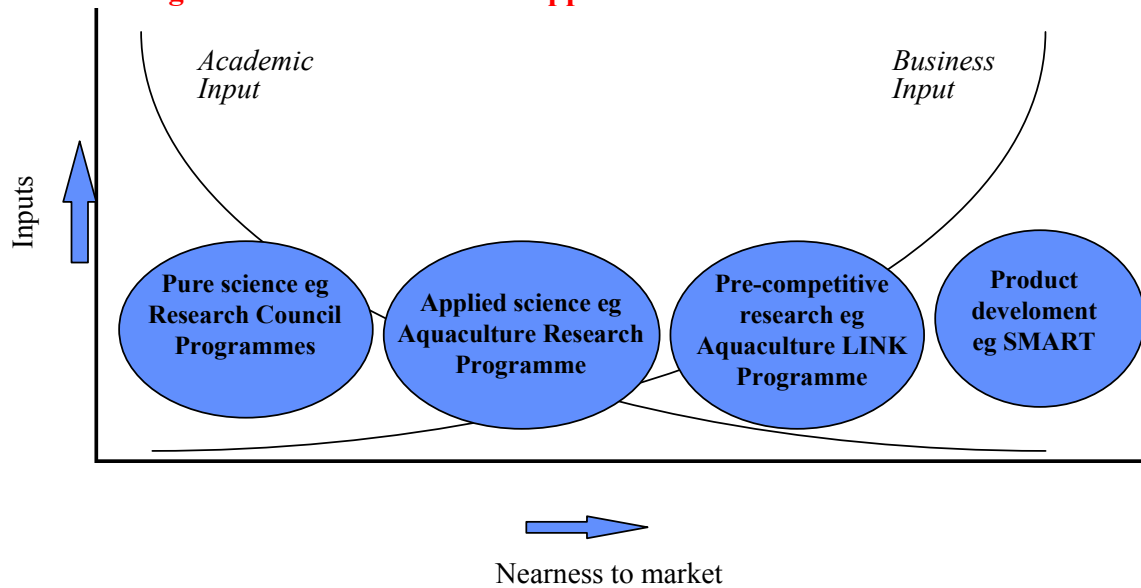 Academic
Input
Business
Input
Inputs
Pure science eg
Research Council
Programmes
Applied science eg
Aquaculture Research
Programme
Pre-competitive
research eg
Aquaculture LINK
Programme
Product
develoment
eg SMART
Nearness to market